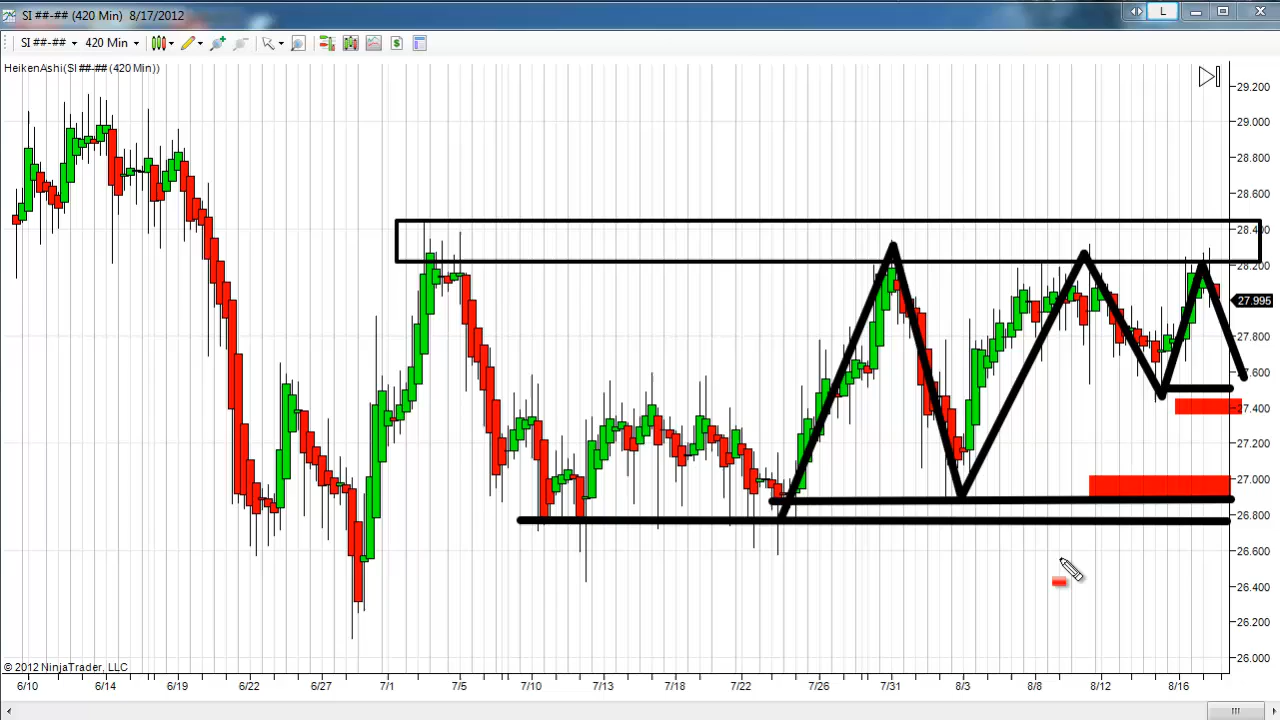 SI ##-## (420 Min)  8/17/2012
L
SI ##-##
420 Min
HeikenAshi(SI ##-## (420 Min))
29.200
29.000
28.800
28.600
28.400
28.200
27.995
27.800
27.600
27.400
27.200
27.000
26.800
26.600
26.400
26.200
26.000
© 2012 NinjaTrader, LLC
6/10 6/14 6/19 6/22 6/27 7/1 7/5 7/10 7/13 7/18 7/22 7/26 7/31 8/3 8/8 8/12 8/16